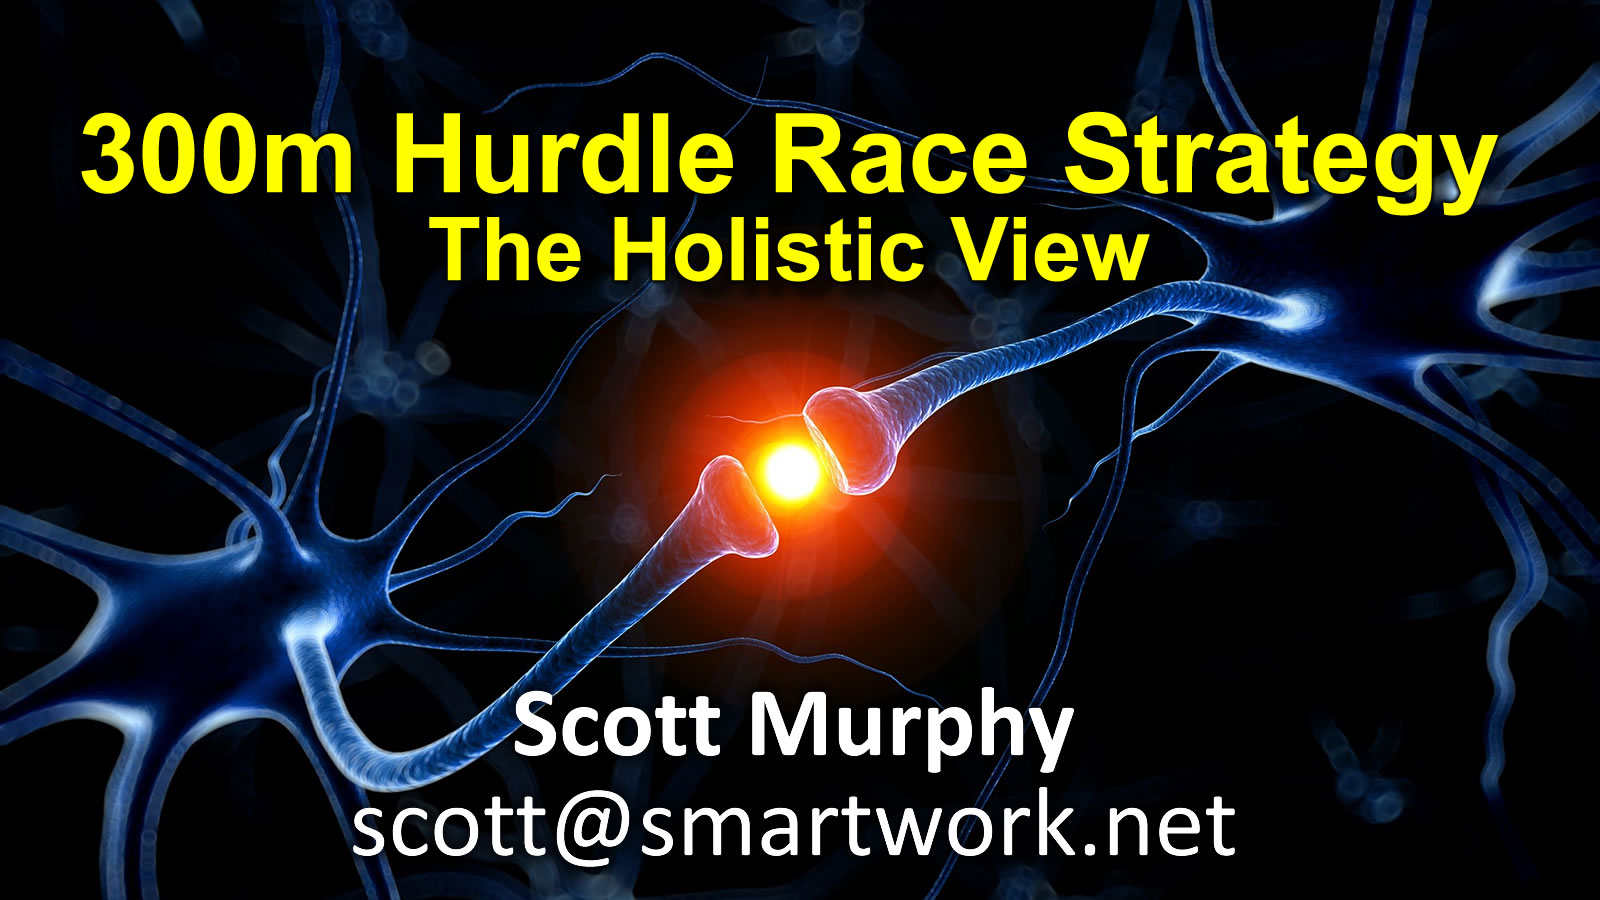 300m Hurdle Race Strategy
The Holistic View
Scott Murphy
scott@smartwork.net